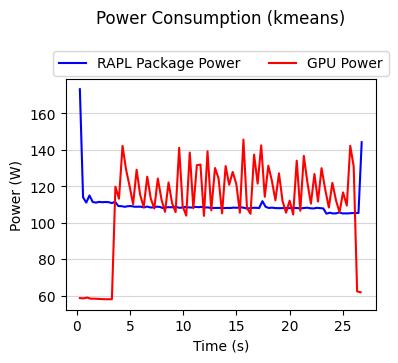 Power Consumption (kmeans)
RAPL Package Power GPU Power
160
140
120
100
80
60
Power (W)
0 5 10 15 20 25
Time (s)